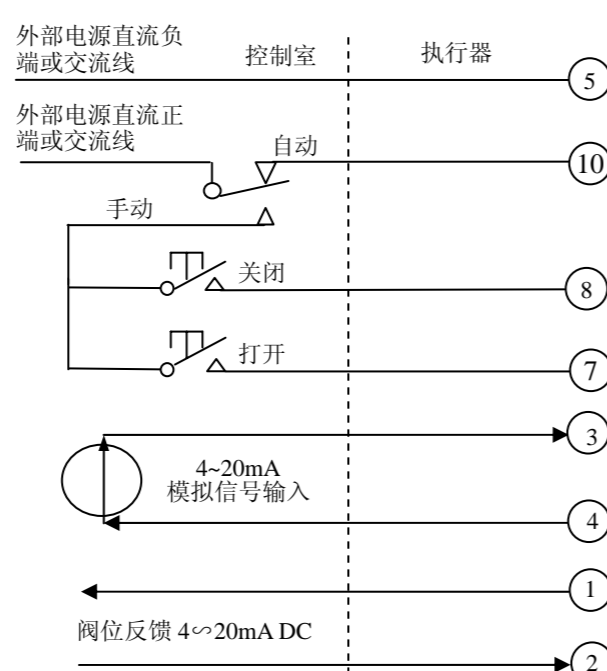 外部电源直流负
端或交流线
控制室
执行器
5
外部电源直流正
端或交流线
自动
10
手动
关闭
8
打开
7
3
4~20mA
模拟信号输入
4
1
阀位反馈 4∽20mA DC
2